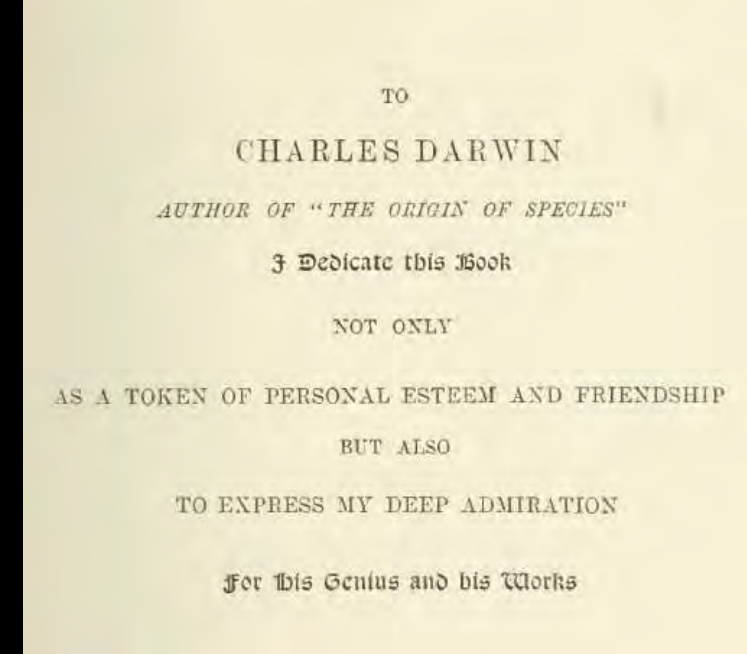 TO
CHARLES DARWIN
AUTHOR OF "THE ORIGIN OF SPECIES"
I Dedicate this Book
NOT ONLY
AS A TOKEN OF PERSONAL ESTEEM AND FRIENDSHIP
BUT ALSO
TO EXPRESS MY DEEP ADMIRATION
For His Genius and his Works